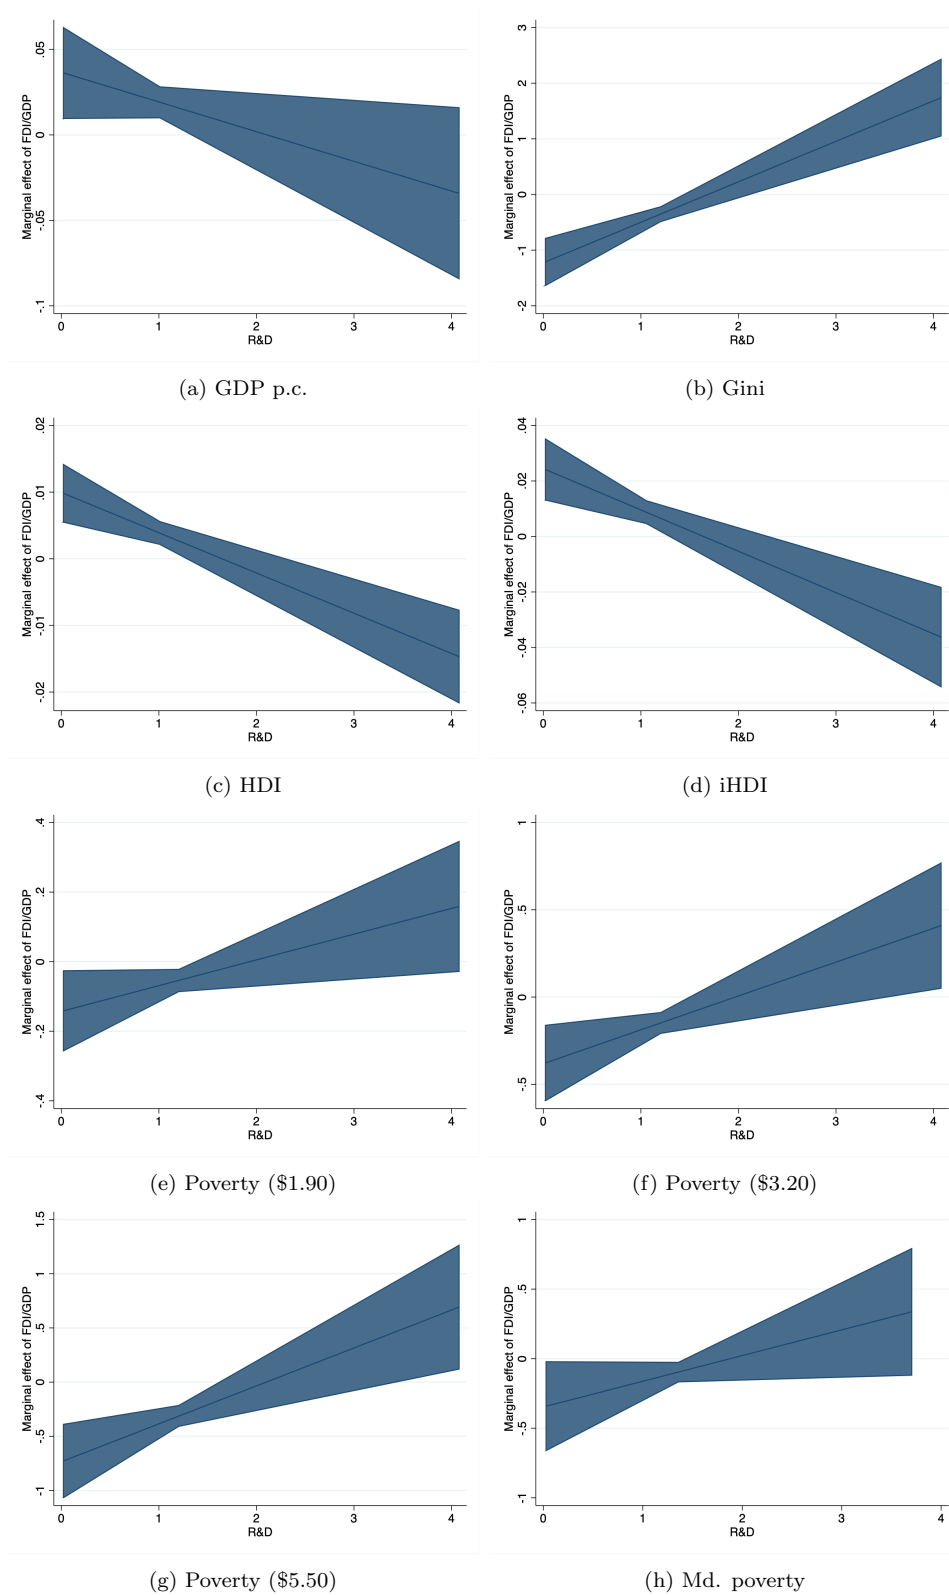 Marginal effect of FDI/GDP
.05
0
-.05
-.1
0 1 2 3 4
R&D
(a) GDP p.c.
Marginal effect of FDI/GDP
3
2
1
0
-1
-2
0 1 2 3 4
R&D
(b) Gini
Marginal effect of FDI/GDP
.02
.01
0
-.01
-.02
0 1 2 3 4
R&D
(c) HDI
Marginal effect of FDI/GDP
.04
.02
0
-.02
-.04
-.06
0 1 2 3 4
R&D
(d) iHDI
Marginal effect of FDI/GDP
.4
.2
0
-.2
-.4
0 1 2 3 4
R&D
(e) Poverty ($1.90)
Marginal effect of FDI/GDP
1
.5
0
-.5
0 1 2 3 4
R&D
(f) Poverty ($3.20)
Marginal effect of FDI/GDP
1.5
1
.5
0
-.5
-1
0 1 2 3 4
R&D
(g) Poverty ($5.50)
Marginal effect of FDI/GDP
1
.5
0
-.5
-1
0 1 2 3 4
R&D
(h) Md. poverty